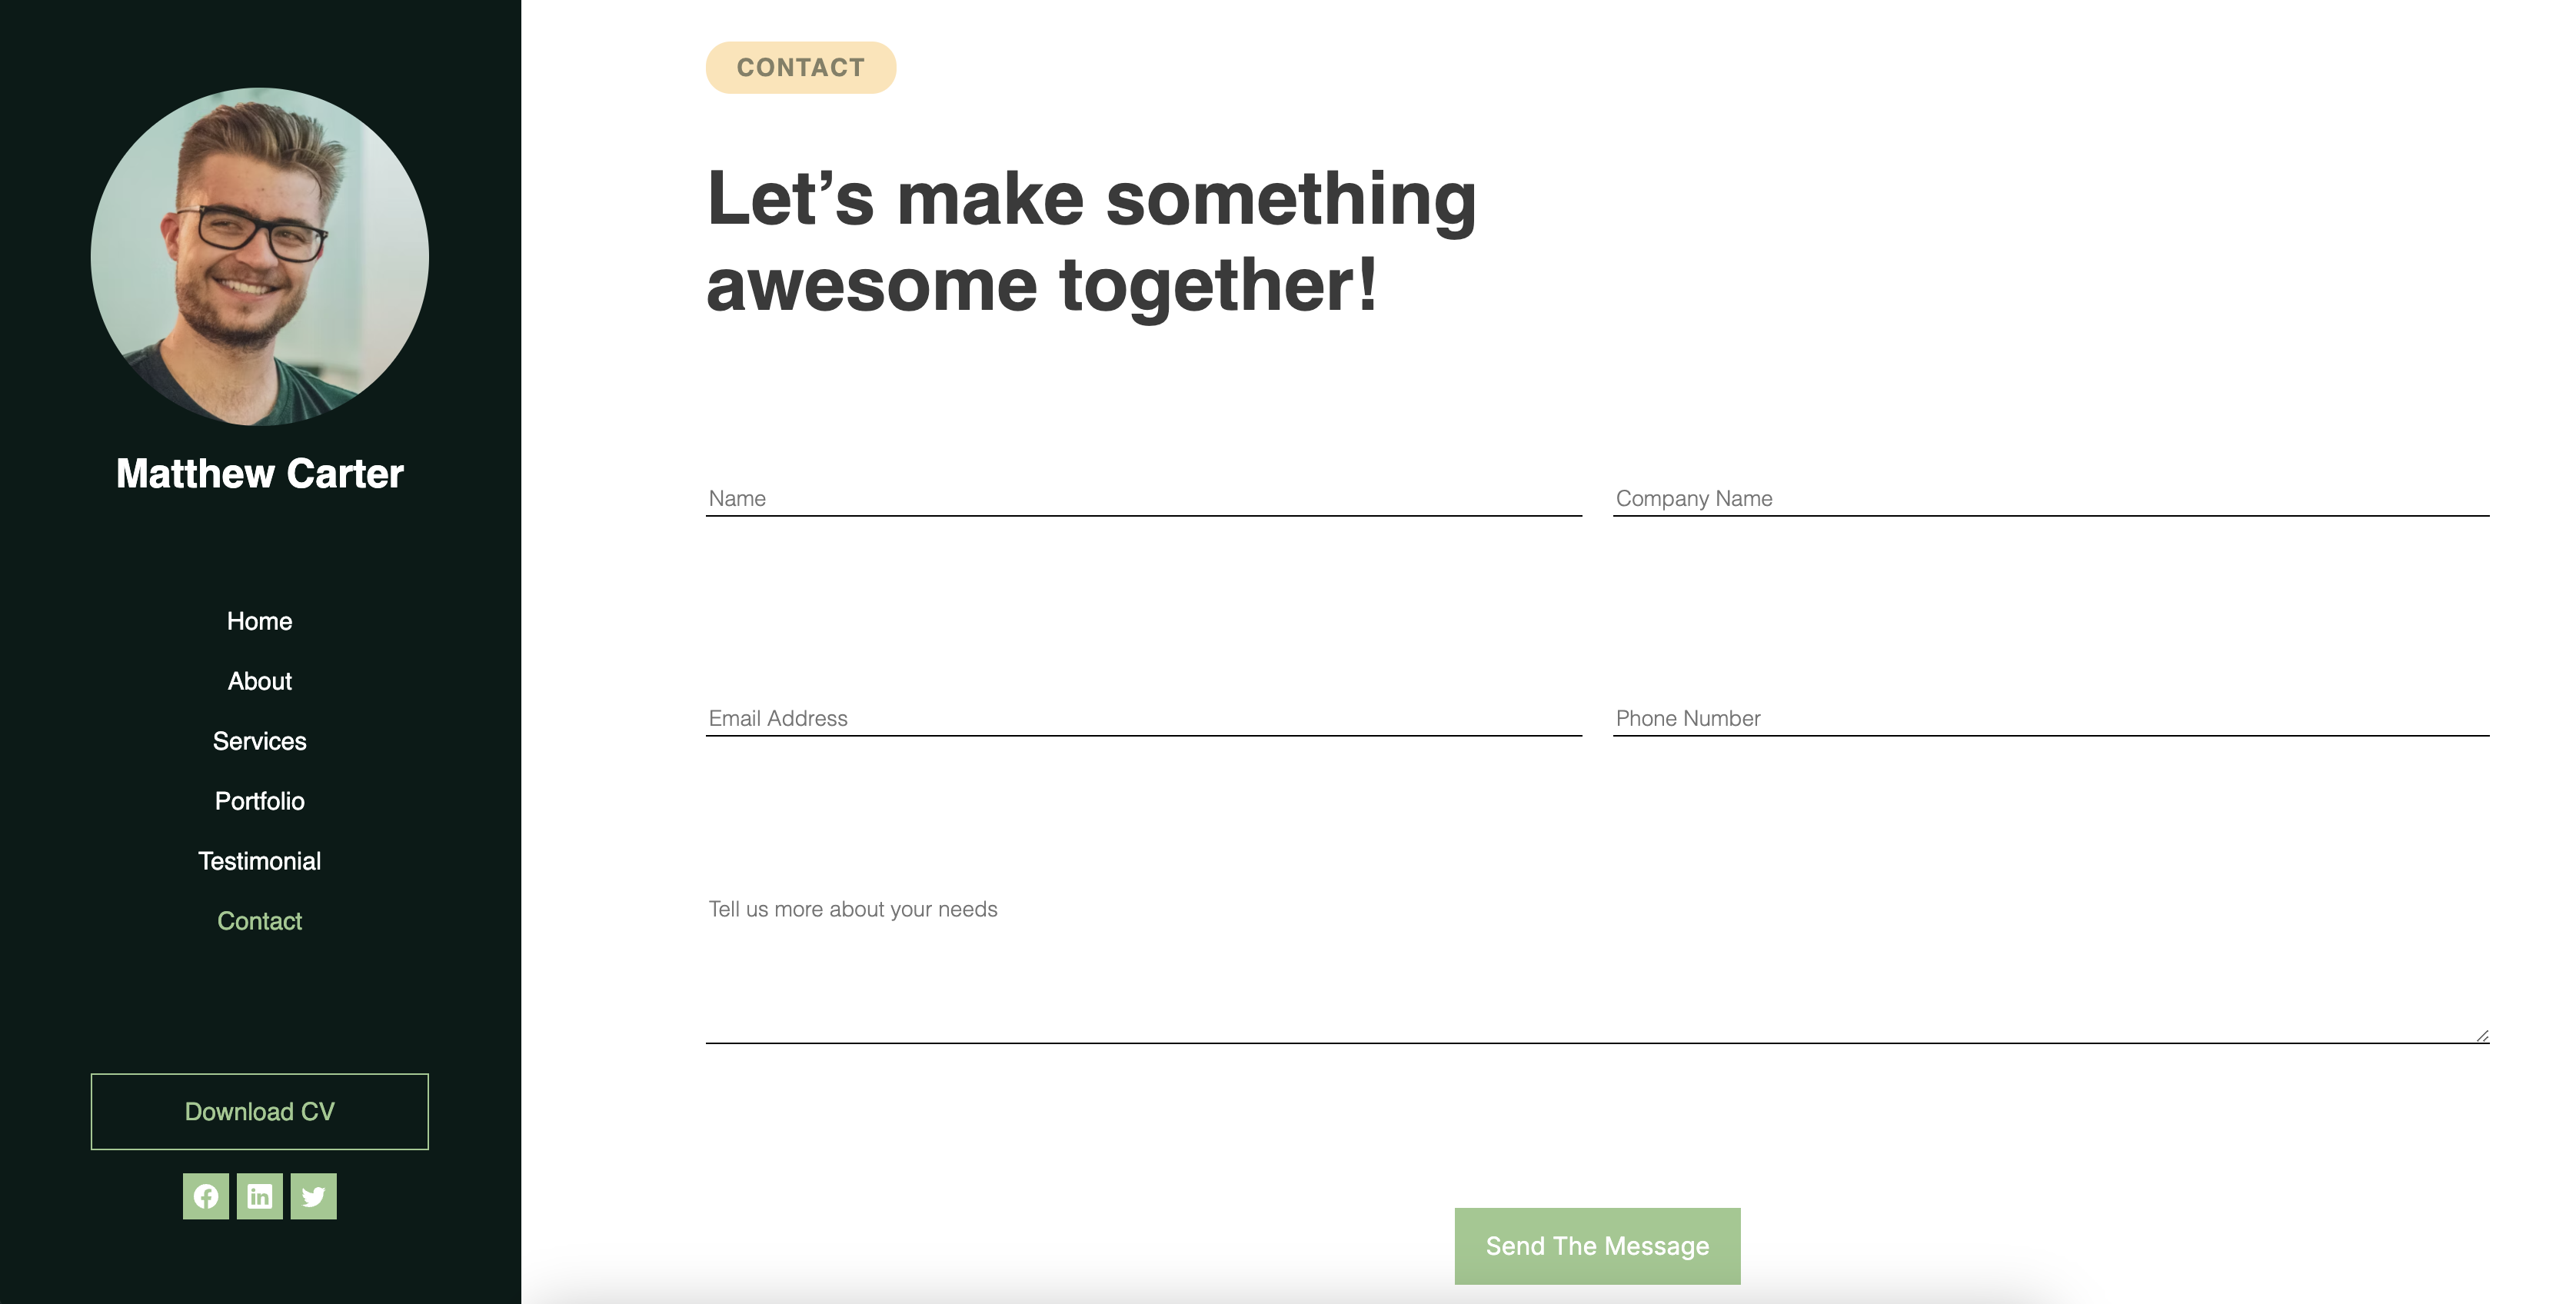 Matthew Carter
Home
About
Services
Portfolio
Testimonial
Contact
Download CV
in
CONTACT
Let’s make something
awesome together!
Name
Company Name
Email Address
Phone Number
Tell us more about your needs
Send The Message